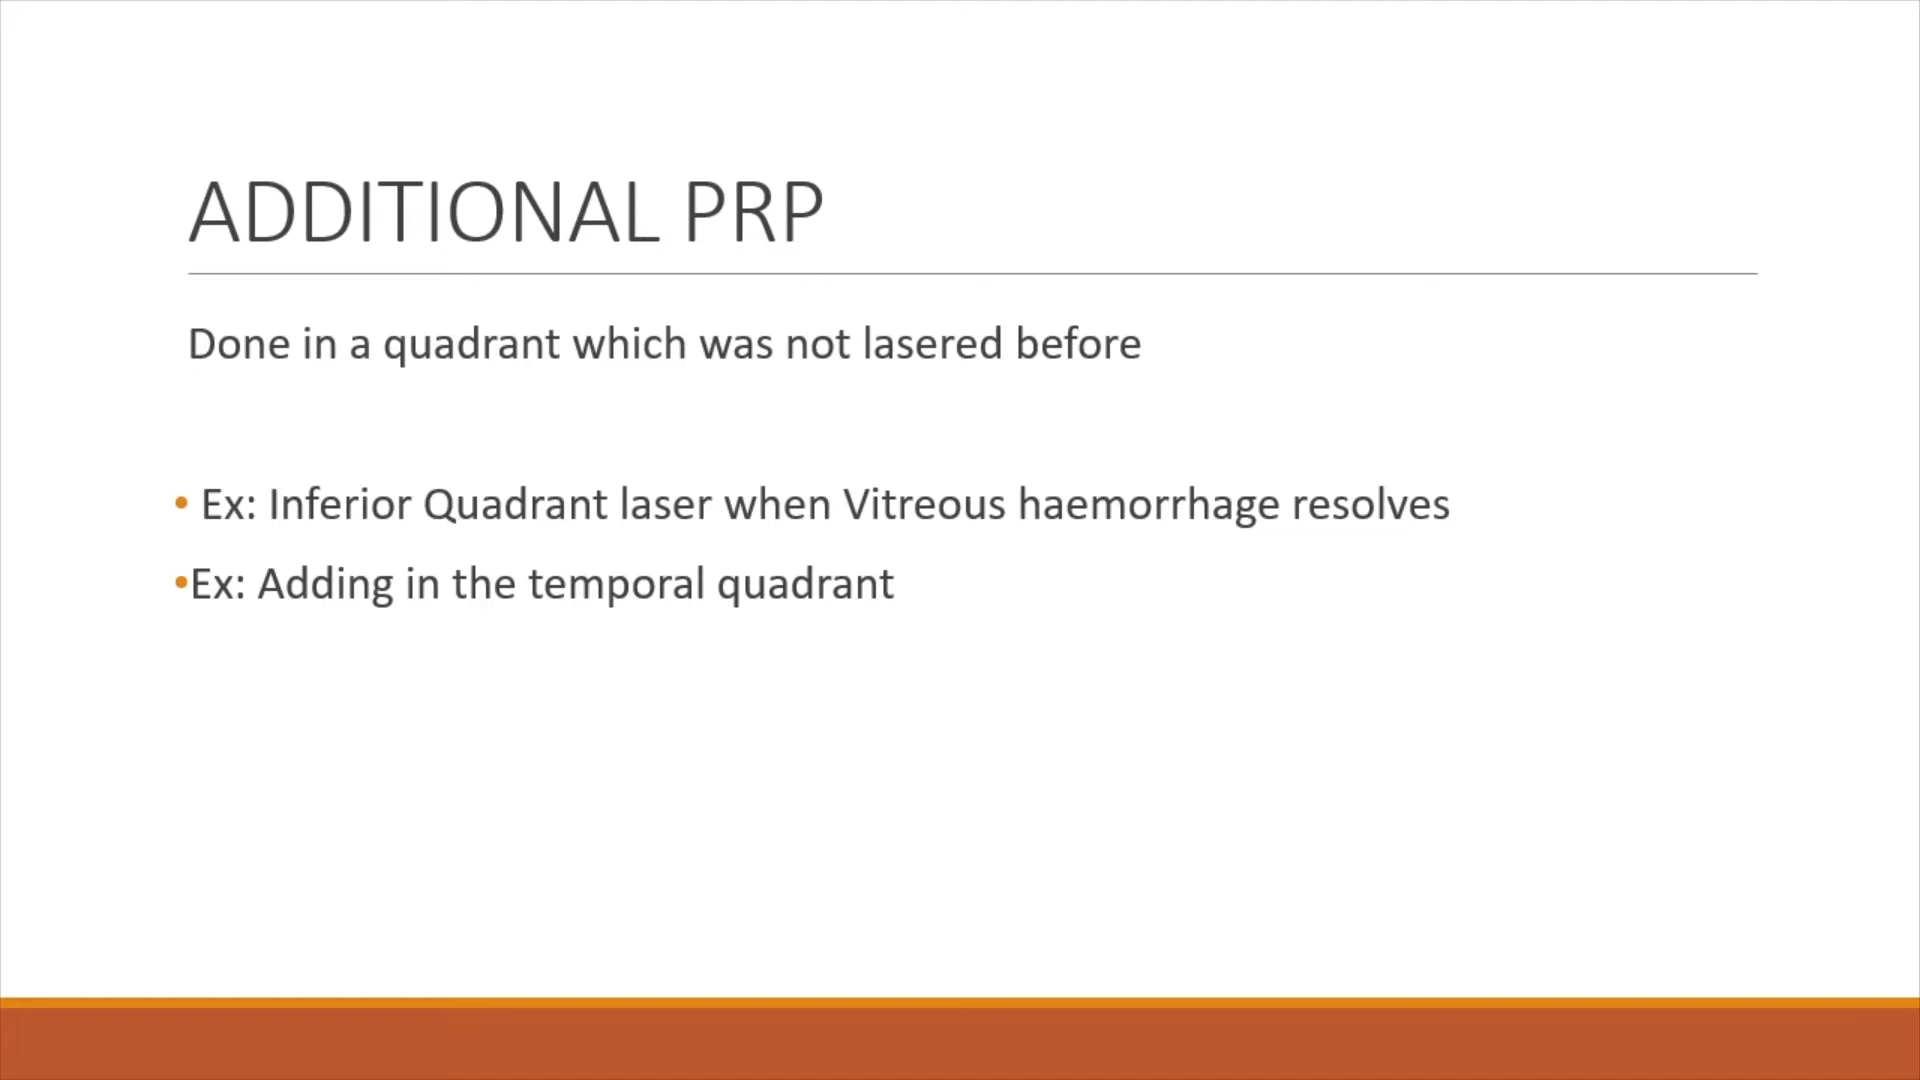 ADDITIONAL PRP
Done in a quadrant which was not lasered before
• Ex: Inferior Quadrant laser when Vitreous haemorrhage resolves
•Ex: Adding in the temporal quadrant